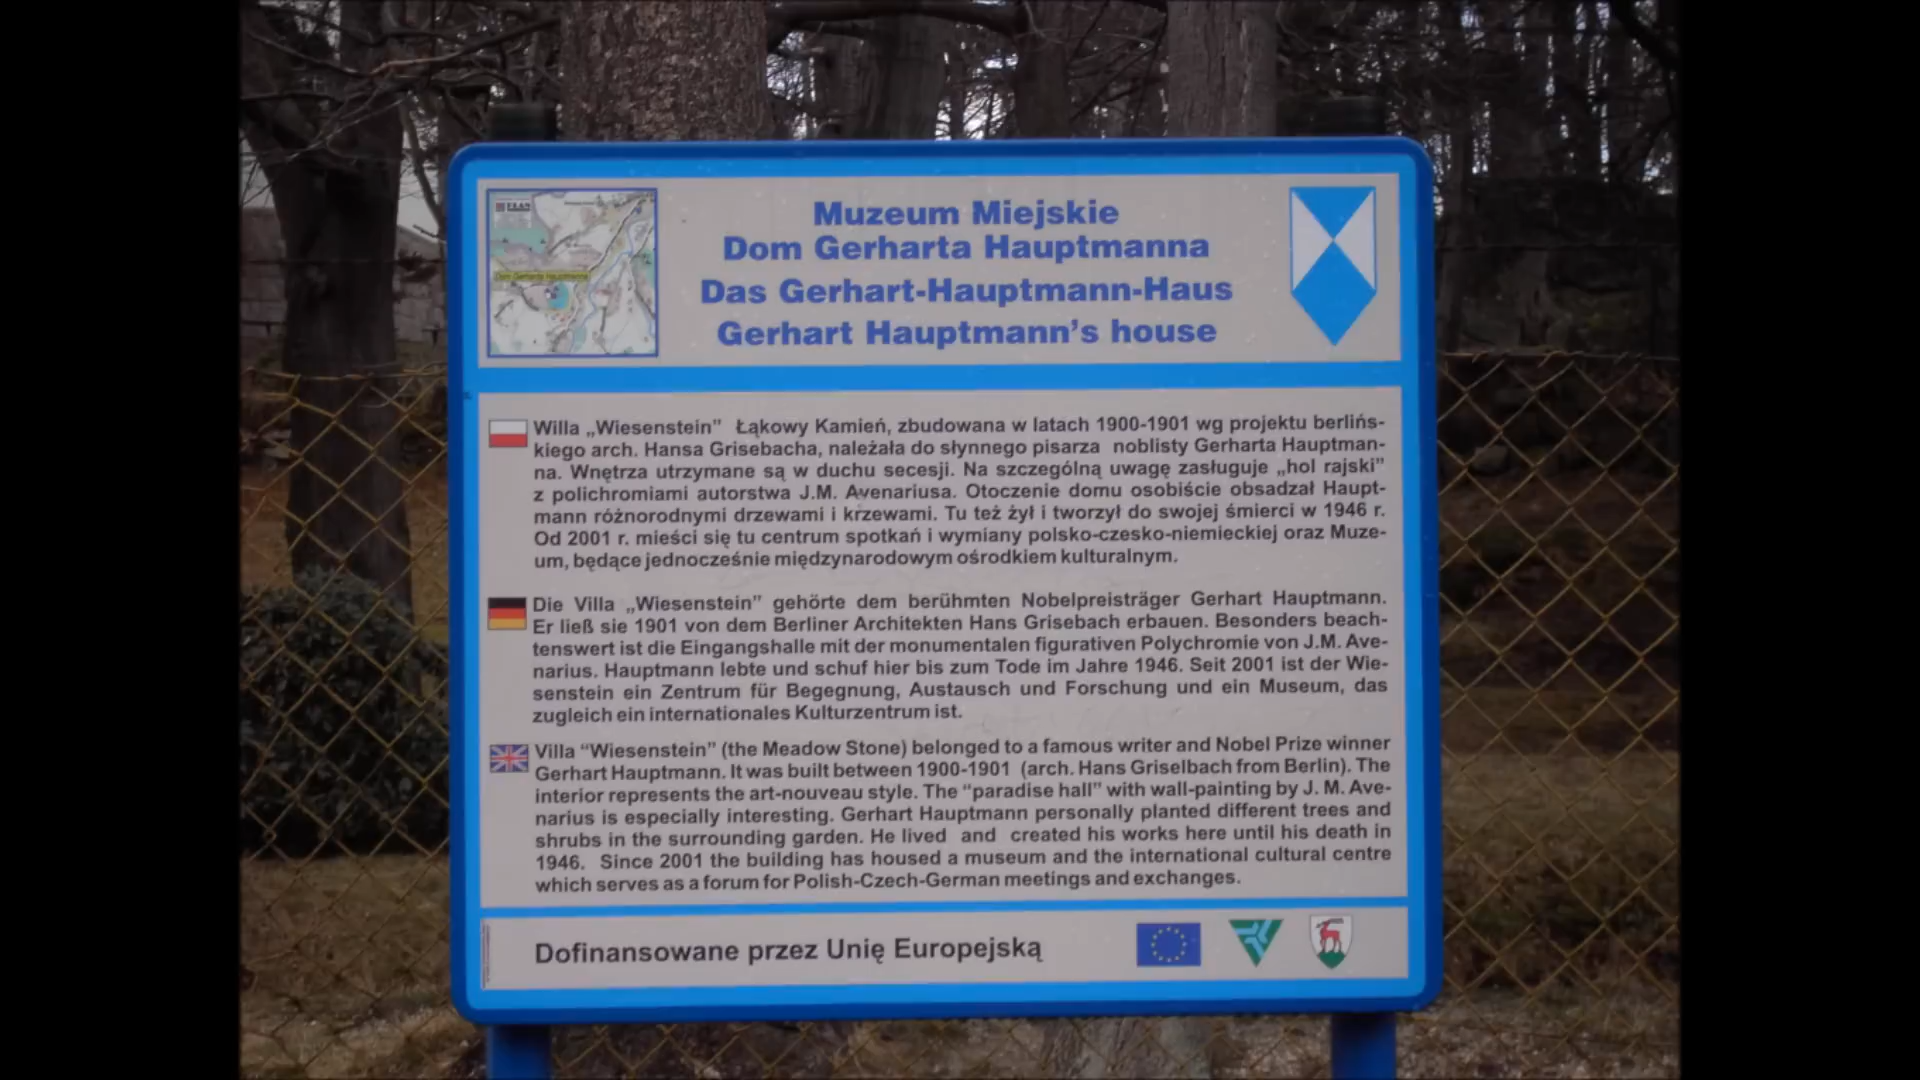 PLAN
Dom Gerharta Hauptmanna
Muzeum Miejskie
Dom Gerharta Hauptmanna
Das Gerhart-Hauptmann-Haus
Gerhart Hauptmann's house
Willa „Wiesenstein” Łąkowy Kamień, zbudowana w latach 1900-1901 wg projektu berlińs-
kiego arch. Hansa Grisebacha, należała do słynnego pisarza noblisty Gerharta Hauptman-
na. Wnętrza utrzymane są w duchu secesji. Na szczególną uwagę zasługuje „hol rajski”
z polichromiami autorstwa J.M. Avenariusa. Otoczenie domu osobiście obsadzał Haupt-
mann różnorodnymi drzewami i krzewami. Tu też żył i tworzył do swojej śmierci w 1946 r.
Od 2001 r. mieści się tu centrum spotkań i wymiany polsko-czesko-niemieckiej oraz Muze-
um, będące jednocześnie międzynarodowym ośrodkiem kulturalnym.
Die Villa „Wiesenstein” gehörte dem berühmten Nobelpreisträger Gerhart Hauptmann.
Er ließ sie 1901 von dem Berliner Architekten Hans Grisebach erbauen. Besonders beach-
tenswert ist die Eingangshalle mit der monumentalen figurativen Polychromie von J.M. Ave-
narius. Hauptmann lebte und schuf hier bis zum Tode im Jahre 1946. Seit 2001 ist der Wie-
senstein ein Zentrum für Begegnung, Austausch und Forschung und ein Museum, das
zugleich ein internationales Kulturzentrum ist.
Villa “Wiesenstein” (the Meadow Stone) belonged to a famous writer and Nobel Prize winner
Gerhart Hauptmann. It was built between 1900-1901 (arch. Hans Griselbach from Berlin). The
interior represents the art-nouveau style. The “paradise hall” with wall-painting by J. M. Ave-
narius is especially interesting. Gerhart Hauptmann personally planted different trees and
shrubs in the surrounding garden. He lived and created his works here until his death in
1946. Since 2001 the building has housed a museum and the international cultural centre
which serves as a forum for Polish-Czech-German meetings and exchanges.
Dofinansowane przez Unię Europejską